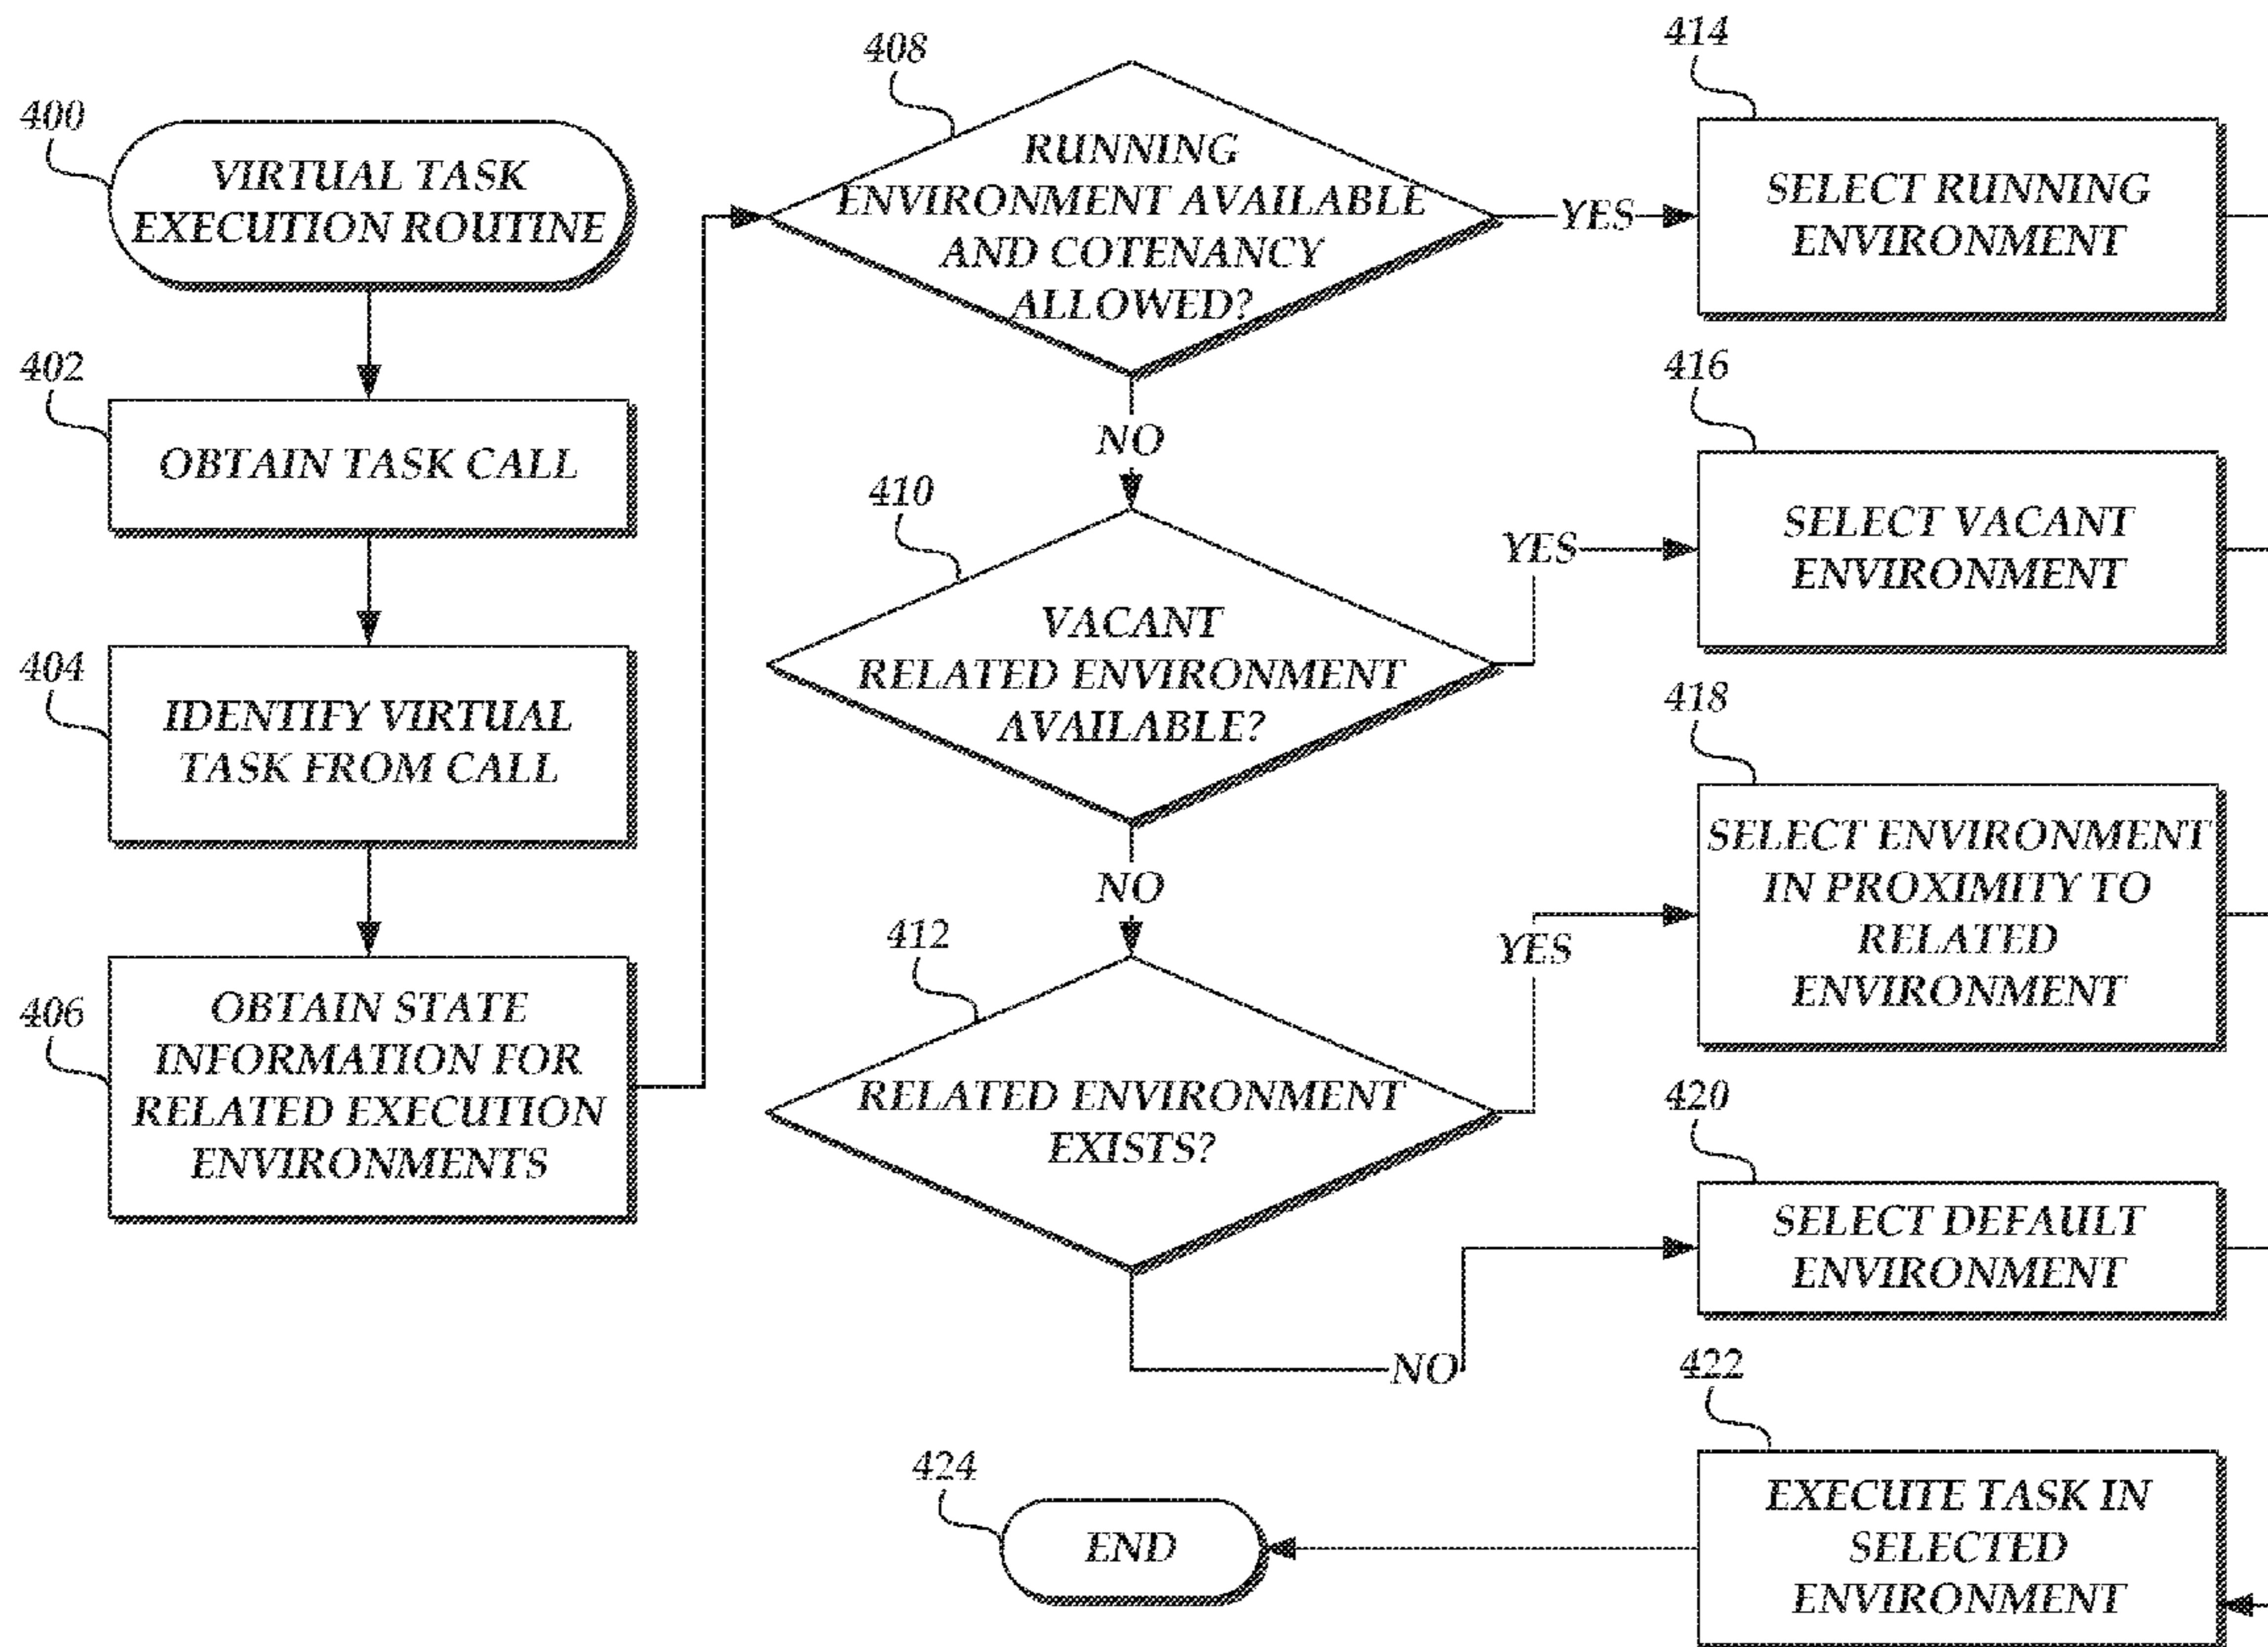 400
VIRTUAL TASK
EXECUTION ROUTINE
402
OBTAIN TASK CALL
404
IDENTIFY VIRTUAL
TASK FROM CALL
406
OBTAIN STATE
INFORMATION FOR
RELATED EXECUTION
ENVIRONMENTS
408
RUNNING
ENVIRONMENT AVAILABLE
AND COTENANCY
ALLOWED?
YES
NO
410
VACANT
RELATED ENVIRONMENT
AVAILABLE?
YES
NO
412
RELATED ENVIRONMENT
EXISTS?
YES
NO
414
SELECT RUNNING
ENVIRONMENT
416
SELECT VACANT
ENVIRONMENT
418
SELECT ENVIRONMENT
IN PROXIMITY TO
RELATED
ENVIRONMENT
420
SELECT DEFAULT
ENVIRONMENT
422
EXECUTE TASK IN
SELECTED
ENVIRONMENT
424
END